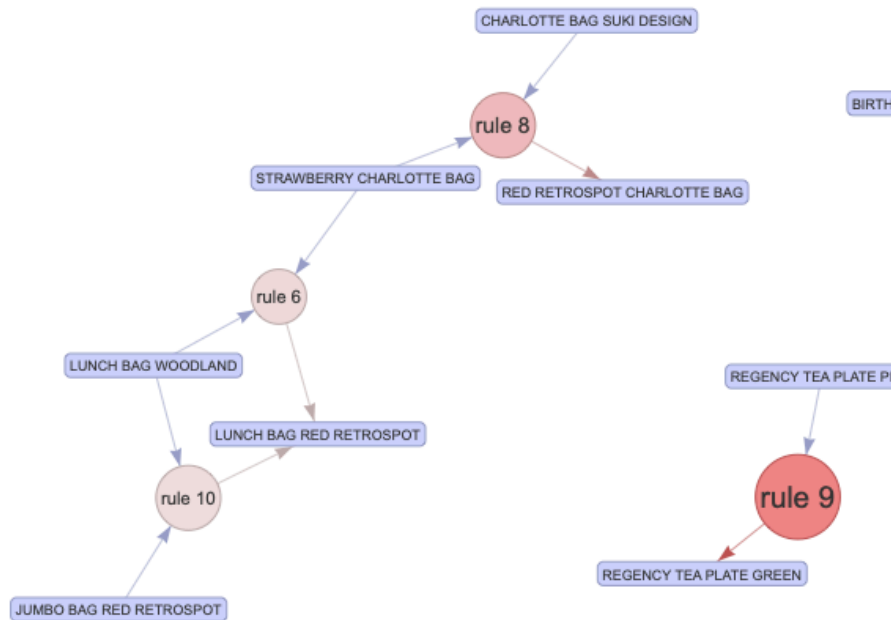 CHARLOTTE BAG SUKI DESIGN
BIRTH
rule 8
STRAWBERRY CHARLOTTE BAG
RED RETROSPOT CHARLOTTE BAG
rule 6
LUNCH BAG WOODLAND
REGENCY TEA PLATE
LUNCH BAG RED RETROSPOT
rule 10
rule 9
REGENCY TEA PLATE GREEN
JUMBO BAG RED RETROSPOT